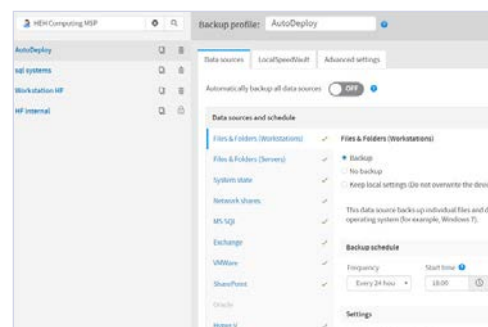 HEH Computing MSP
Backup profile: AutoDeploy
AutoDeploy
sql systems
Workstation HF
HF internal
Data sources
LocalSpeedVault
Advanced settings
Automatically backup all data sources
OFF
Data sources and schedule
Files & Folders (Workstations)
Files & Folders (Servers)
System state
Network shares
MS SQL
Exchange
VMWare
SharePoint
Oracle
Hyper-V
Files & Folders (Workstations)
Backup
No backup
Keep local settings (Do not overwrite the devi
This data source backs up individual files and d
operating system (for example, Windows 7).
Backup schedule
Frequency
Start time
Every 24 hou
18:00
Settings